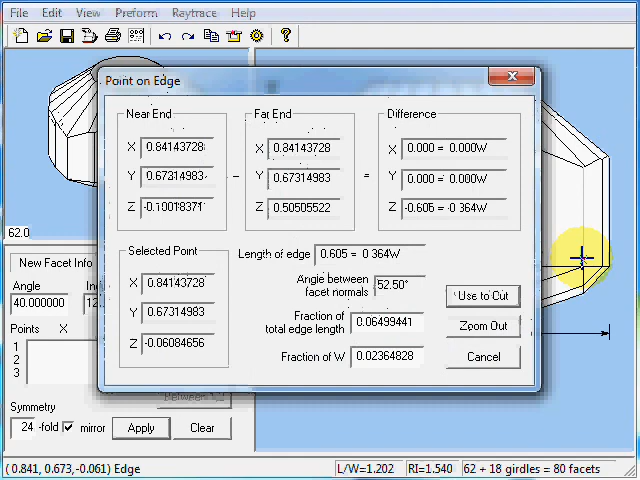 File Edit View Preform Raytrace Help
Point on Edge
Near End Far End Difference
X 0.84143728 X 0.84143728 X 0.000 = 0.000W
Y 0.67314983 - Y 0.67314983 = Y 0.000 = 0.000W
Z -0.10018371 Z 0.50505522 Z -0.605 = 0.364W
62.0
Selected Point
Length of edge 0.605 = 0.364W
X 0.84143728
Angle between facet normals 52.50°
Y 0.67314983
Z -0.06084656
Use to Cut
Fraction of total edge length 0.06499441
Zoom Out
Fraction of W 0.02364828
Cancel
New Facet Info
Angle
40.000000
Points X
1
2
3
Between 1,2
Symmetry
24 -fold mirror Apply Clear
( 0.841, 0.673,-0.061) Edge L/W=1.202 RI=1.540 62 + 18 girdles = 80 facets